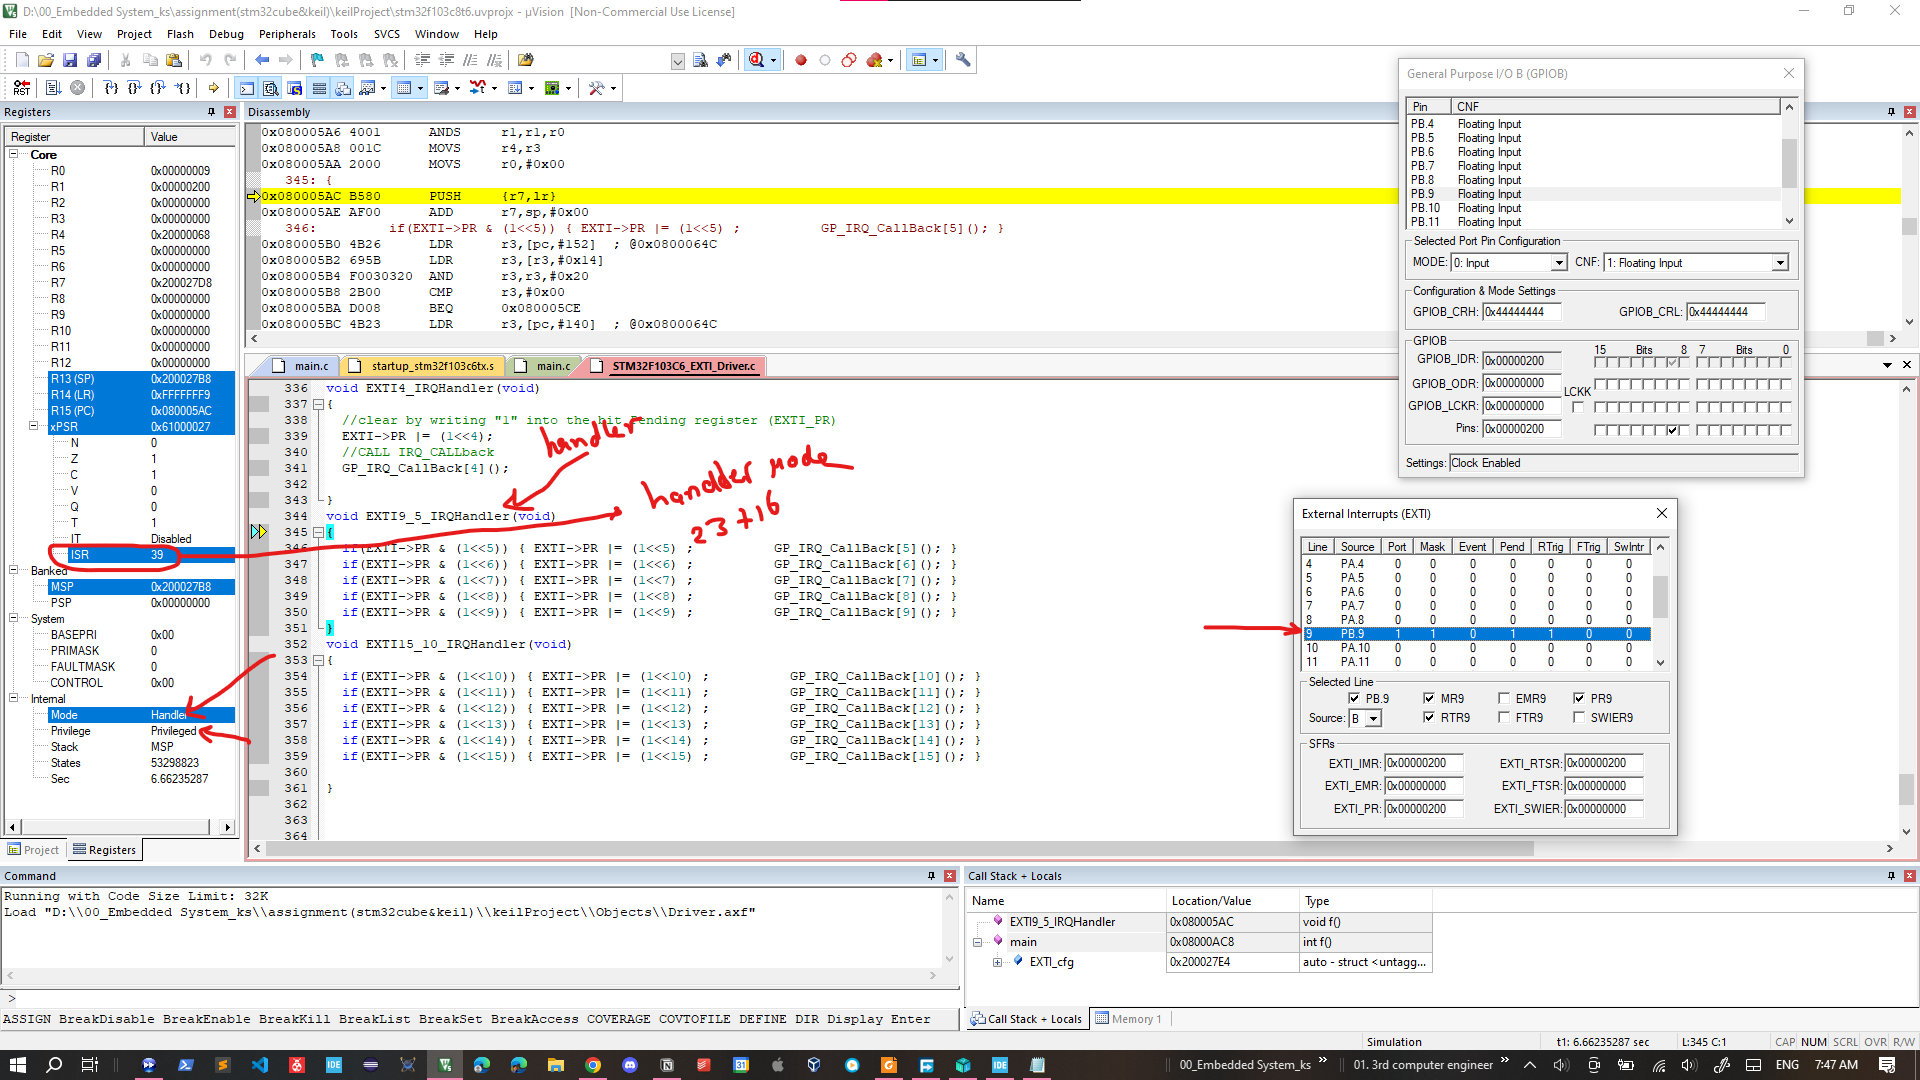 D:\00_Embedded System_ks\assignment(stm32cube&keil)\keilProject\stm32f103c8t6.uvprojx - µVision  [Non-Commercial Use License]
File Edit View Project Flash Debug Peripherals Tools SVCS Window Help
Registers
Register Value
Core
R0 0x00000009
R1 0x00000200
R2 0x00000000
R3 0x00000000
R4 0x20000068
R5 0x00000000
R6 0x00000000
R7 0x200027D8
R8 0x00000000
R9 0x00000000
R10 0x00000000
R11 0x00000000
R12 0x00000000
R13 (SP) 0x200027B8
R14 (LR) 0xFFFFFFF9
R15 (PC) 0x080005AC
xPSR 0x61000027
N 0
Z 1
C 1
V 0
Q 0
T 1
IT Disabled
ISR 39
Banked
MSP 0x200027B8
PSP 0x00000000
System
BASEPRI 0x00
PRIMASK 0
FAULTMASK 0
CONTROL 0x00
Internal
Mode Handler
Privilege Privileged
Stack MSP
States 53298823
Sec 6.66235287
Project Registers
Disassembly
0x080005A6 4001 ANDS r1,r1,r0
0x080005A8 001C MOVS r4,r3
0x080005AA 2000 MOVS r0,#0x00
345: {
0x080005AC B580 PUSH {r7,lr}
0x080005AE AF00 ADD r7,sp,#0x00
346: if(EXTI->PR & (1<<5)) { EXTI->PR |= (1<<5) ; GP_IRQ_CallBack[5](); }
0x080005B0 4B26 LDR r3,[pc,#152] ; @0x0800064C
0x080005B2 695B LDR r3,[r3,#0x14]
0x080005B4 F0030320 AND r3,r3,#0x20
0x080005B8 2B00 CMP r3,#0x00
0x080005BA D008 BEQ 0x080005CE
0x080005BC 4B23 LDR r3,[pc,#140] ; @0x0800064C
main.c startup_stm32f103c6tx.s main.c STM32F103C6_EXTI_Driver.c
336 void EXTI4_IRQHandler(void)
337 {
338 //clear by writing "1" into the bit Pending register (EXTI_PR)
339 EXTI->PR |= (1<<4);
340 //CALL IRQ_CALLback
341 GP_IRQ_CallBack[4]();
342
343 }
344 void EXTI9_5_IRQHandler(void)
345 {
346 if(EXTI->PR & (1<<5)) { EXTI->PR |= (1<<5) ; GP_IRQ_CallBack[5](); }
347 if(EXTI->PR & (1<<6)) { EXTI->PR |= (1<<6) ; GP_IRQ_CallBack[6](); }
348 if(EXTI->PR & (1<<7)) { EXTI->PR |= (1<<7) ; GP_IRQ_CallBack[7](); }
349 if(EXTI->PR & (1<<8)) { EXTI->PR |= (1<<8) ; GP_IRQ_CallBack[8](); }
350 if(EXTI->PR & (1<<9)) { EXTI->PR |= (1<<9) ; GP_IRQ_CallBack[9](); }
351 }
352 void EXTI15_10_IRQHandler(void)
353 {
354 if(EXTI->PR & (1<<10)) { EXTI->PR |= (1<<10) ; GP_IRQ_CallBack[10](); }
355 if(EXTI->PR & (1<<11)) { EXTI->PR |= (1<<11) ; GP_IRQ_CallBack[11](); }
356 if(EXTI->PR & (1<<12)) { EXTI->PR |= (1<<12) ; GP_IRQ_CallBack[12](); }
357 if(EXTI->PR & (1<<13)) { EXTI->PR |= (1<<13) ; GP_IRQ_CallBack[13](); }
358 if(EXTI->PR & (1<<14)) { EXTI->PR |= (1<<14) ; GP_IRQ_CallBack[14](); }
359 if(EXTI->PR & (1<<15)) { EXTI->PR |= (1<<15) ; GP_IRQ_CallBack[15](); }
360
361 }
362
363
364
handler
handder mode
23+16
General Purpose I/O B (GPIOB)
Pin CNF
PB.4 Floating Input
PB.5 Floating Input
PB.6 Floating Input
PB.7 Floating Input
PB.8 Floating Input
PB.9 Floating Input
PB.10 Floating Input
PB.11 Floating Input
Selected Port Pin Configuration
MODE: 0: Input CNF: 1: Floating Input
Configuration & Mode Settings
GPIOB_CRH: 0x44444444 GPIOB_CRL: 0x44444444
GPIOB
15 Bits 8 7 Bits 0
GPIOB_IDR: 0x00000200
GPIOB_ODR: 0x00000000 LCKK
GPIOB_LCKR: 0x00000000
Pins: 0x00000200
Settings: Clock Enabled
External Interrupts (EXTI)
Line Source Port Mask Event Pend RTrig FTrig SwIntr
4 PA.4 0 0 0 0 0 0 0
5 PA.5 0 0 0 0 0 0 0
6 PA.6 0 0 0 0 0 0 0
7 PA.7 0 0 0 0 0 0 0
8 PA.8 0 0 0 0 0 0 0
9 PB.9 1 1 0 1 1 0 0
10 PA.10 0 0 0 0 0 0 0
11 PA.11 0 0 0 0 0 0 0
Selected Line
PB.9 MR9 EMR9 PR9
Source: B RTR9 FTR9 SWIER9
SFRs
EXTI_IMR: 0x00000200 EXTI_RTSR: 0x00000200
EXTI_EMR: 0x00000000 EXTI_FTSR: 0x00000000
EXTI_PR: 0x00000200 EXTI_SWIER: 0x00000000
Command
Running with Code Size Limit: 32K
Load "D:\\00_Embedded System_ks\\assignment(stm32cube&keil)\\keilProject\\Objects\\Driver.axf"
>
ASSIGN BreakDisable BreakEnable BreakKill BreakList BreakSet BreakAccess COVERAGE COVTOFILE DEFINE DIR Display Enter
Call Stack + Locals
Name Location/Value Type
EXTI9_5_IRQHandler 0x080005AC void f()
main 0x08000AC8 int f()
EXTI_cfg 0x200027E4 auto - struct <untagg...
Call Stack + Locals Memory 1
Simulation t1: 6.66235287 sec L:345 C:1 CAP NUM SCRL OVR R/W
00_Embedded System_ks 01. 3rd computer engineer ENG 7:47 AM